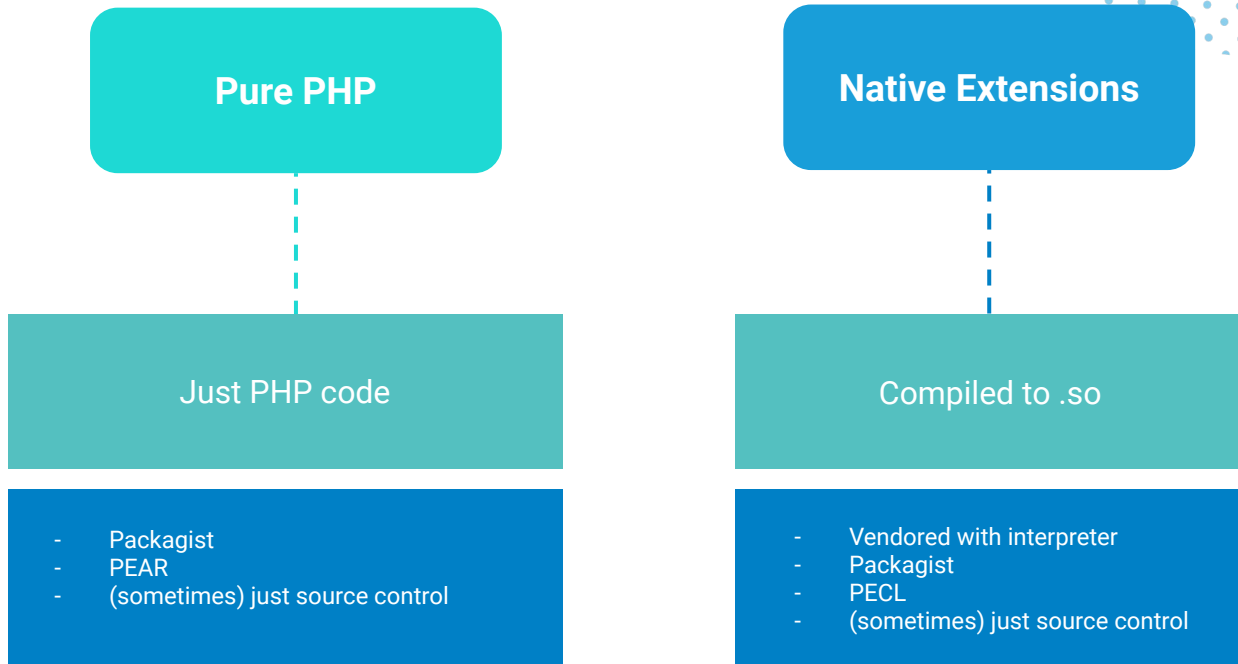 Pure PHP
Just PHP code
- Packagist
- PEAR
- (sometimes) just source control
Native Extensions
Compiled to .so
- Vendored with interpreter
- Packagist
- PECL
- (sometimes) just source control